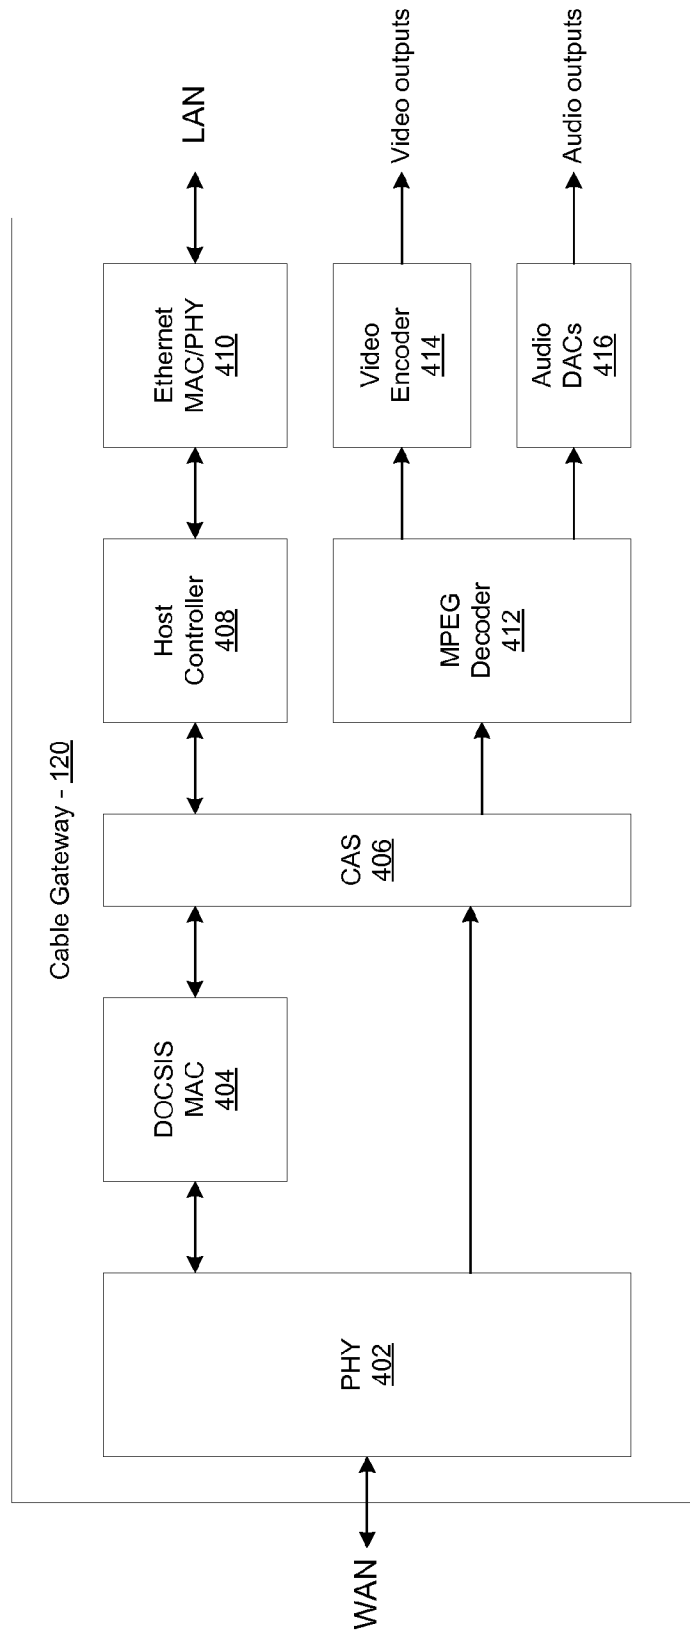 Cable Gateway - 120
WAN
PHY
402
DOCSIS
MAC
404
CAS
406
Host
Controller
408
Ethernet
MAC/PHY
410
LAN
MPEG
Decoder
412
Video
Encoder
414
Video outputs
Audio
DACs
416
Audio outputs